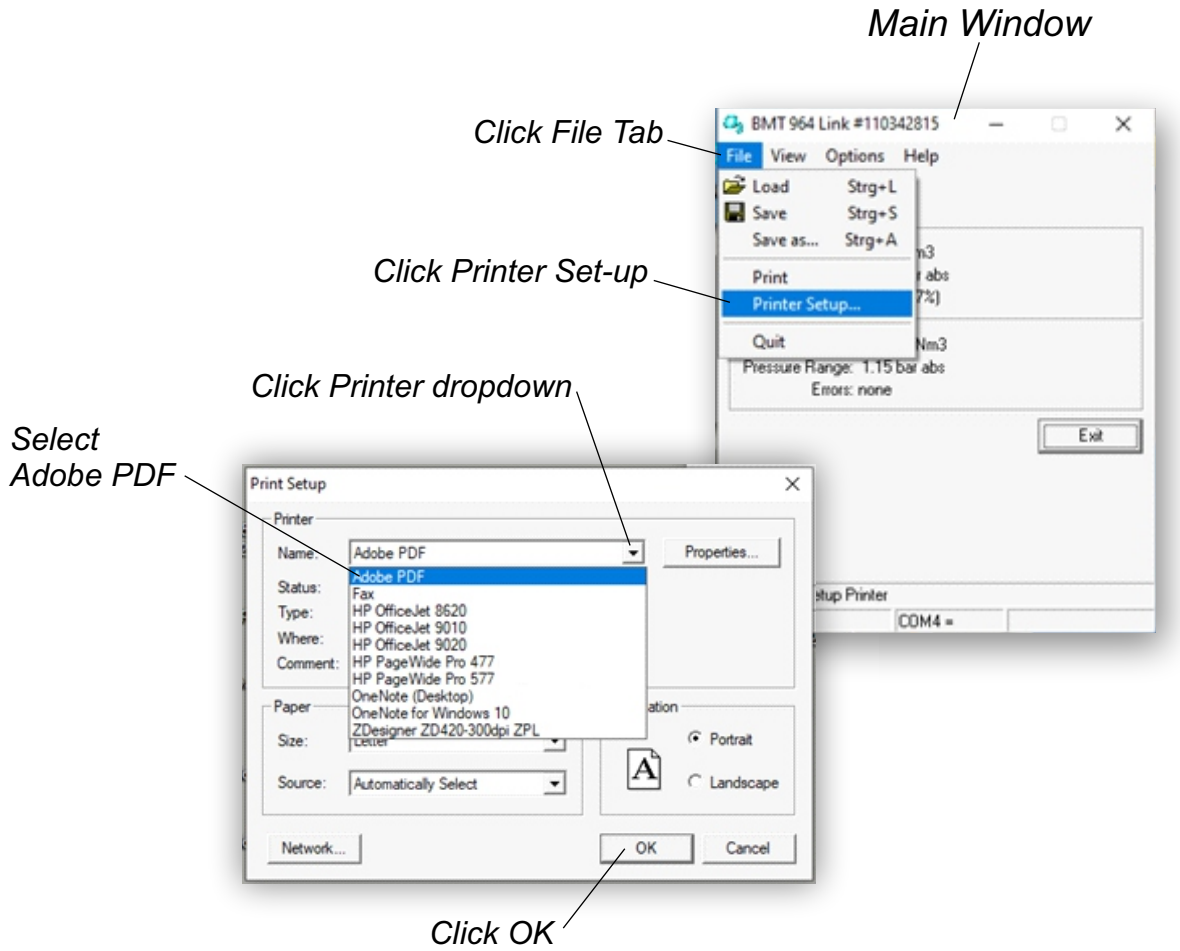 Main Window
Click File Tab
BMT 964 Link #110342815
File View Options Help
Load Strg+L
Save Strg+S
Save as... Strg+A
Print
Printer Setup...
Quit
m3
r abs
7%)
Nm3
Pressure Range: 1.15 bar abs
Errors: none
Exit
etup Printer
COM4 =
Click Printer Set-up
Click Printer dropdown
Select
Adobe PDF
Print Setup
Printer
Name: Adobe PDF Properties...
Status:
Type:
Where:
Comment:
Adobe PDF
Fax
HP OfficeJet 8620
HP OfficeJet 9010
HP OfficeJet 9020
HP PageWide Pro 477
HP PageWide Pro 577
OneNote (Desktop)
OneNote for Windows 10
ZDesigner ZD420-300dpi ZPL
Paper
Size: Letter
Source: Automatically Select
ation
A
Portrait
Landscape
Network... OK Cancel
Click OK